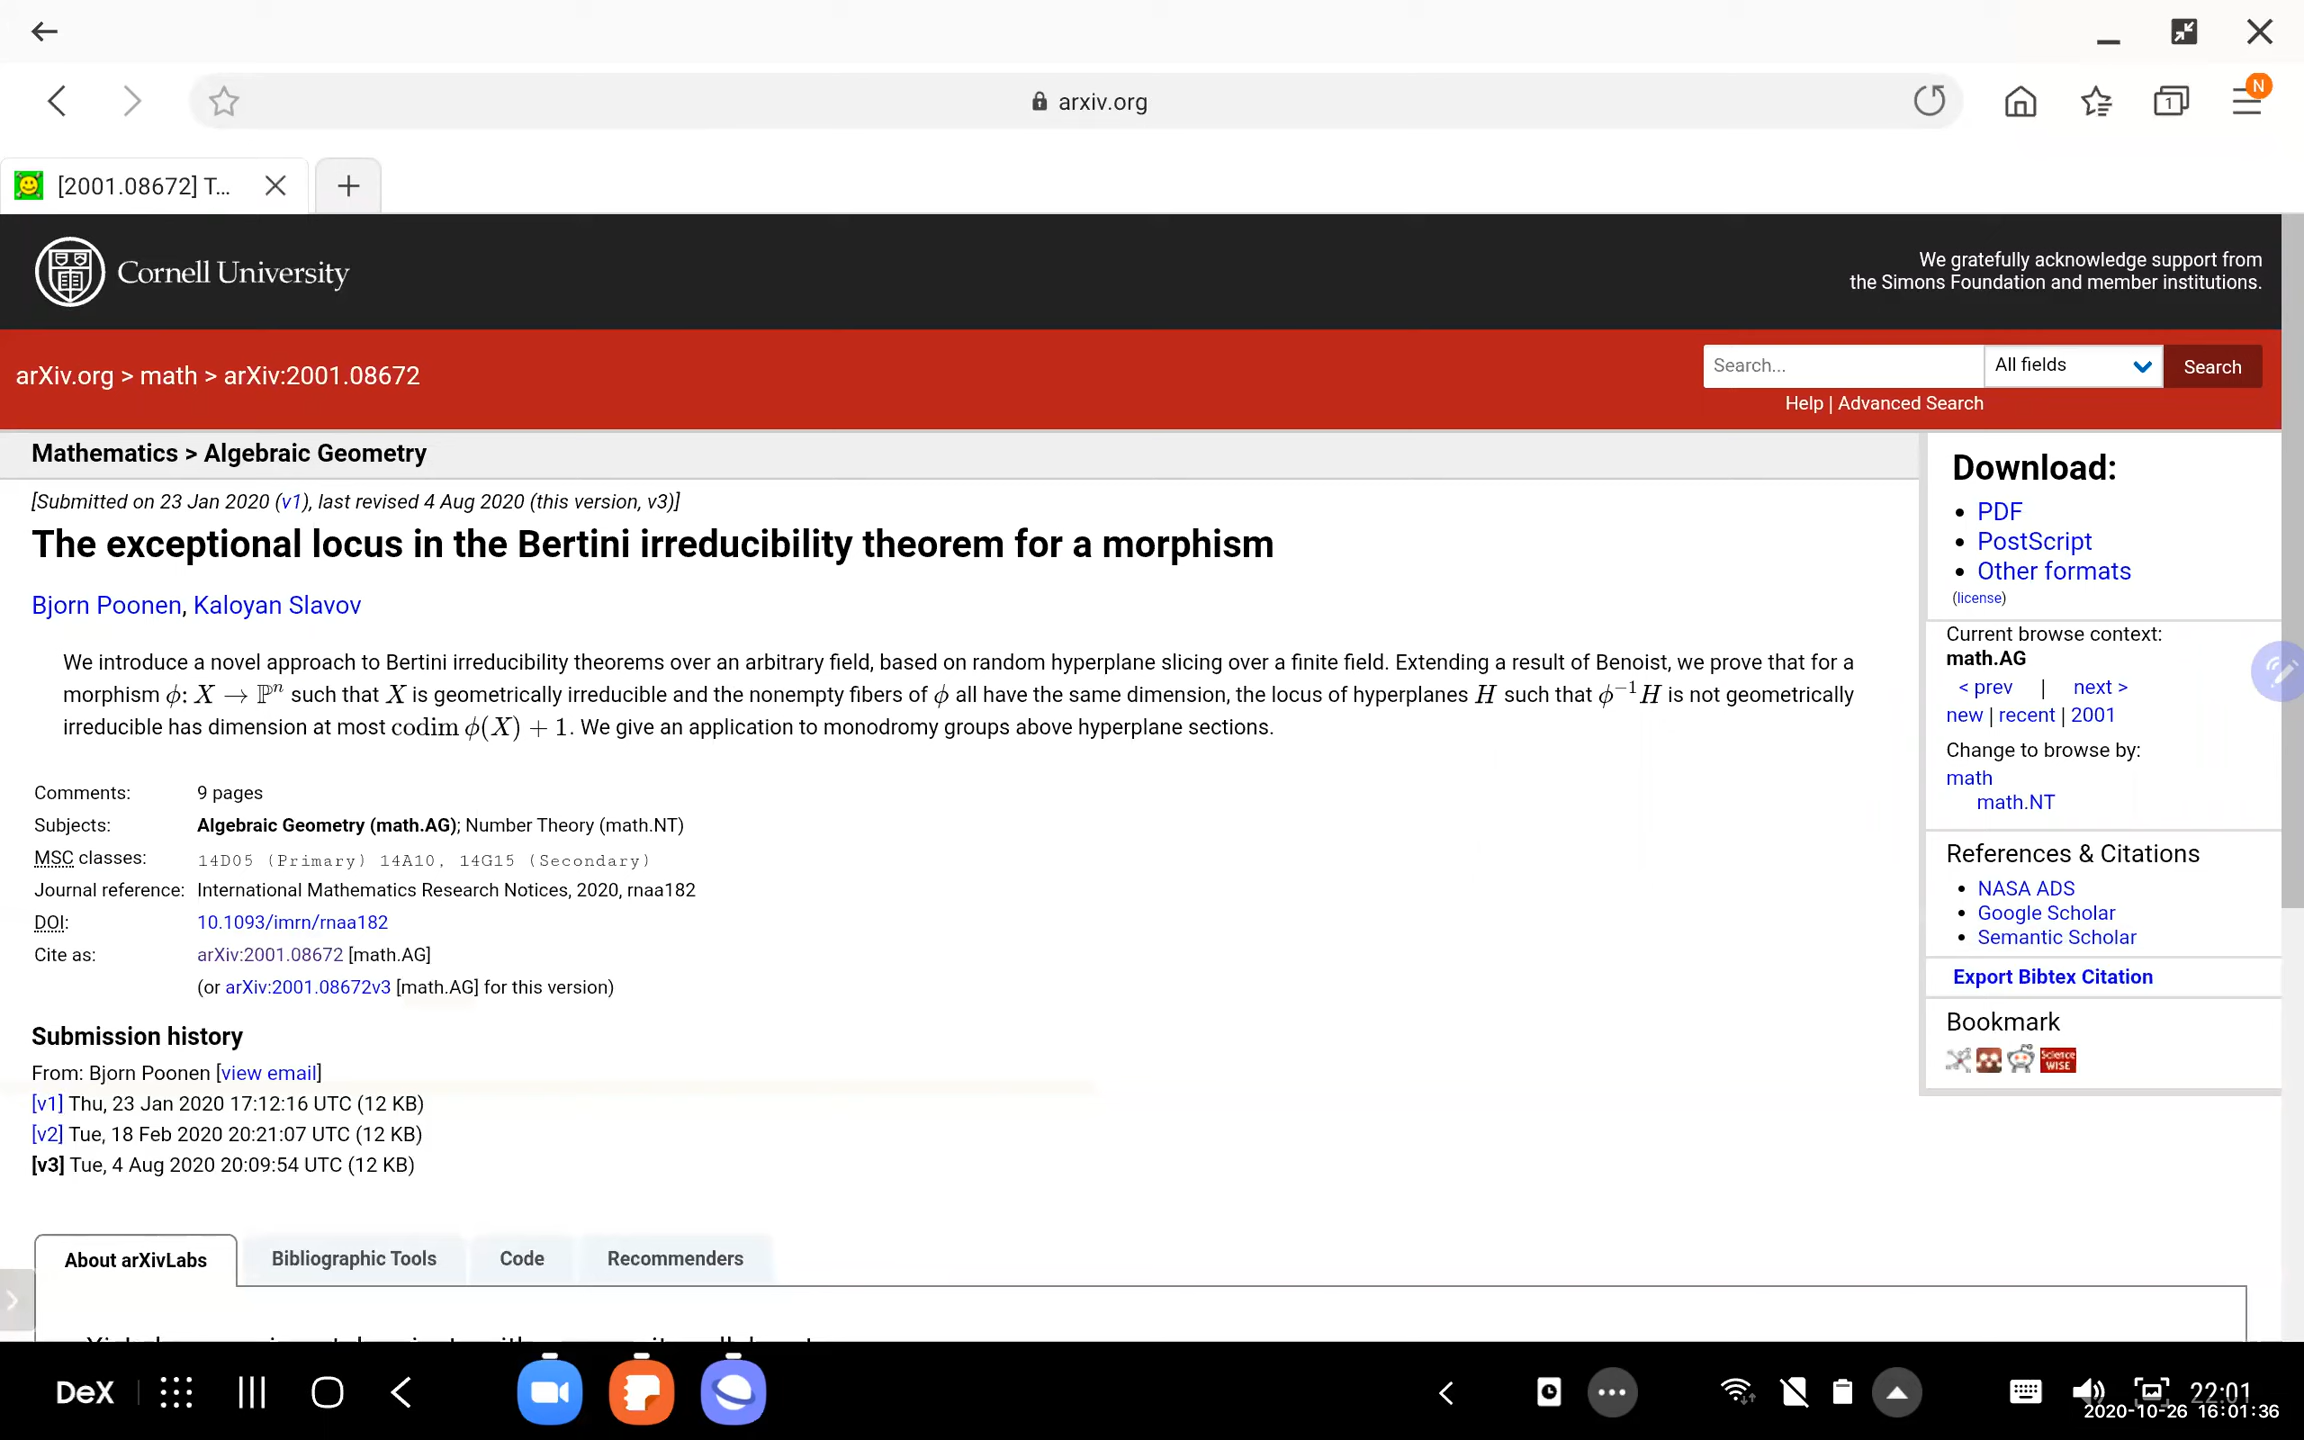 arxiv.org
1
N
[2001.08672] T...
Cornell University
We gratefully acknowledge support from
the Simons Foundation and member institutions.
arXiv.org > math > arXiv:2001.08672
Search...
All fields
Search
Help | Advanced Search
Mathematics > Algebraic Geometry
[Submitted on 23 Jan 2020 (v1), last revised 4 Aug 2020 (this version, v3)]
The exceptional locus in the Bertini irreducibility theorem for a morphism
Bjorn Poonen, Kaloyan Slavov
We introduce a novel approach to Bertini irreducibility theorems over an arbitrary field, based on random hyperplane slicing over a finite field. Extending a result of Benoist, we prove that for a
morphism ϕ: X → ℙⁿ such that X is geometrically irreducible and the nonempty fibers of ϕ all have the same dimension, the locus of hyperplanes H such that ϕ⁻¹H is not geometrically
irreducible has dimension at most codim ϕ(X) + 1. We give an application to monodromy groups above hyperplane sections.
Comments: 9 pages
Subjects: Algebraic Geometry (math.AG); Number Theory (math.NT)
MSC classes: 14D05 (Primary) 14A10, 14G15 (Secondary)
Journal reference: International Mathematics Research Notices, 2020, rnaa182
DOI: 10.1093/imrn/rnaa182
Cite as: arXiv:2001.08672 [math.AG]
(or arXiv:2001.08672v3 [math.AG] for this version)
Submission history
From: Bjorn Poonen [view email]
[v1] Thu, 23 Jan 2020 17:12:16 UTC (12 KB)
[v2] Tue, 18 Feb 2020 20:21:07 UTC (12 KB)
[v3] Tue, 4 Aug 2020 20:09:54 UTC (12 KB)
Download:
PDF
PostScript
Other formats
(license)
Current browse context:
math.AG
< prev | next >
new | recent | 2001
Change to browse by:
math
math.NT
References & Citations
NASA ADS
Google Scholar
Semantic Scholar
Export Bibtex Citation
Bookmark
Science
WISE
About arXivLabs
Bibliographic Tools
Code
Recommenders
DeX
22:01
2020-10-26 16:01:36